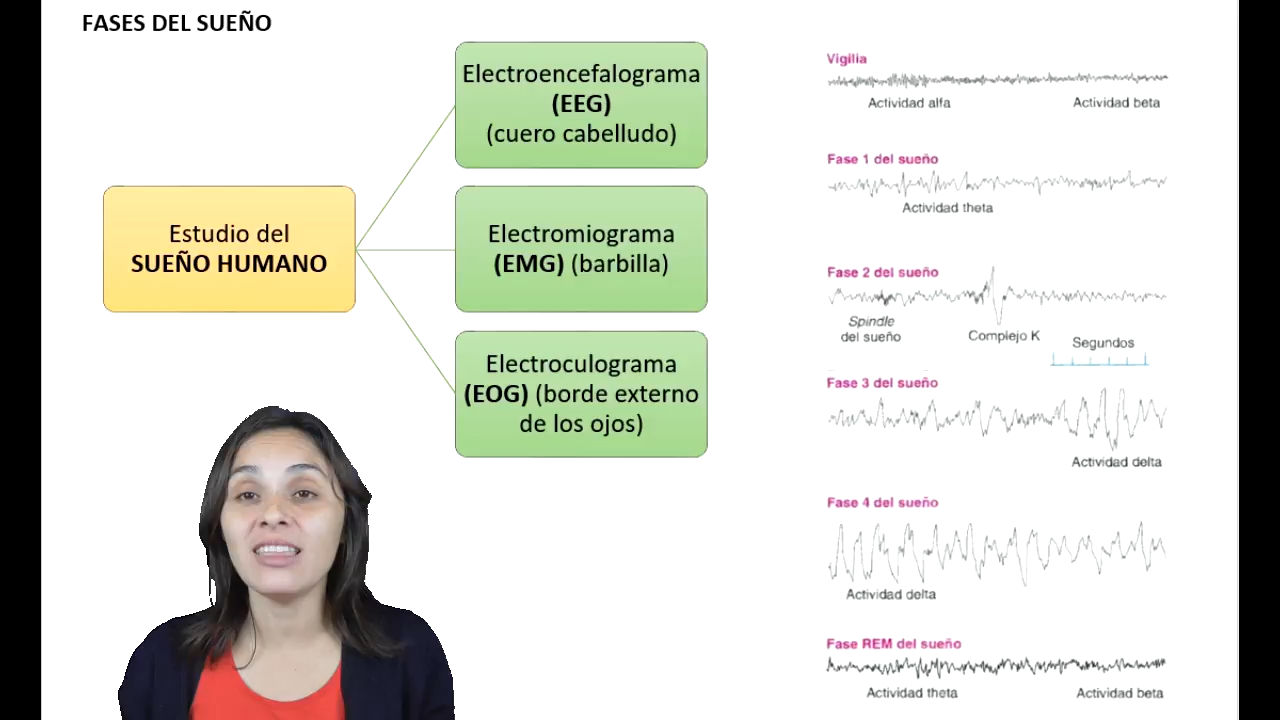 FASES DEL SUEÑO
Estudio del
SUEÑO HUMANO
Electroencefalograma
(EEG)
(cuero cabelludo)
Electromiograma
(EMG) (barbilla)
Electroculograma
(EOG) (borde externo
de los ojos)
Vigilia
Actividad alfa
Actividad beta
Fase 1 del sueño
Actividad theta
Fase 2 del sueño
Spindle
del sueño
Complejo K
Segundos
Fase 3 del sueño
Actividad delta
Fase 4 del sueño
Actividad delta
Fase REM del sueño
Actividad theta
Actividad beta